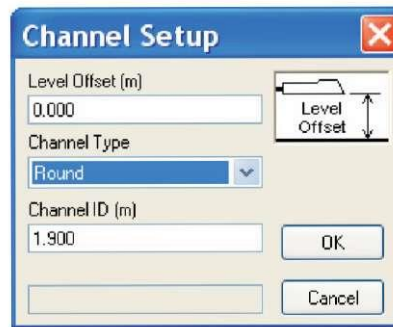 Channel Setup
Level Offset (m)
0.000
Level
Offset
Channel Type
Round
Channel ID (m)
1.900
OK
Cancel